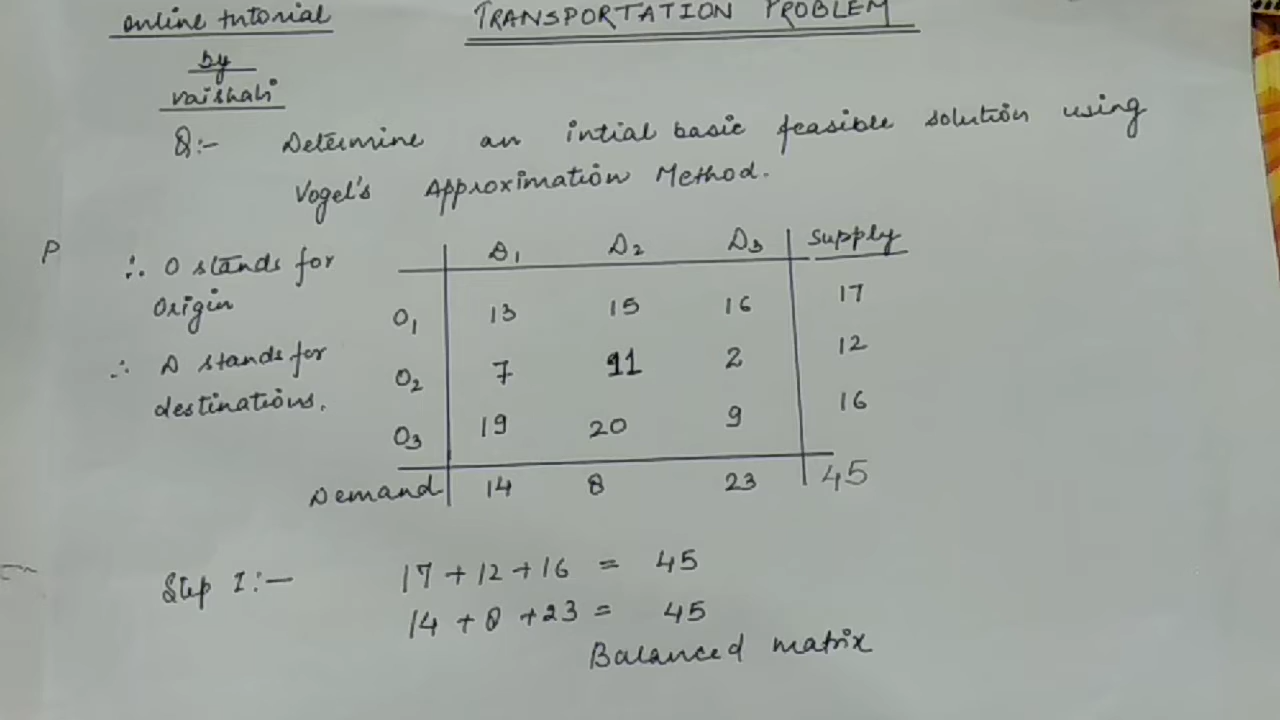 online tutorial
by
vaishali
TRANSPORTATION PROBLEM
Q:- Determine an intial basic feasible solution using
Vogel's Approximation Method.
P
∴ O stands for
Origin
∴ D stands for
destinations.
D1 D2 D3 Supply
O1 13 15 16 17
O2 7 11 2 12
O3 19 20 9 16
Demand 14 8 23 45
Step I:- 17 + 12 + 16 = 45
14 + 8 + 23 = 45
Balanced matrix